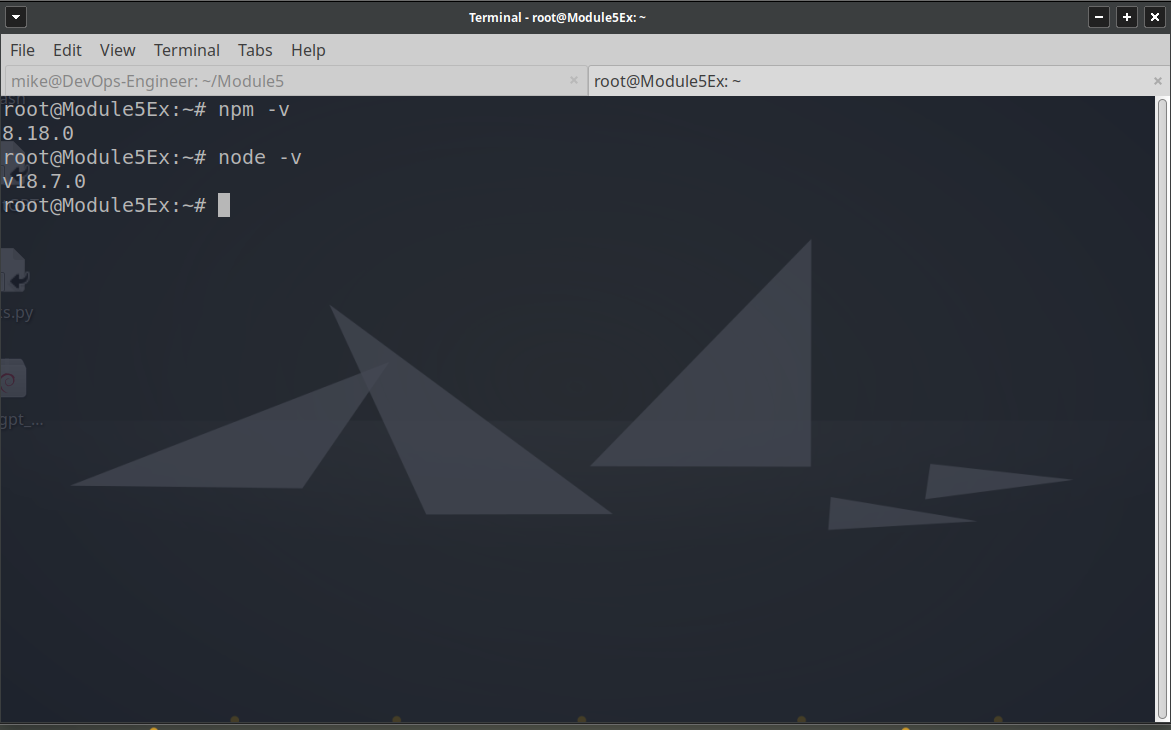 Terminal - root@Module5Ex: ~
File Edit View Terminal Tabs Help
mike@DevOps-Engineer: ~/Module5
root@Module5Ex: ~
root@Module5Ex:~# npm -v
8.18.0
root@Module5Ex:~# node -v
v18.7.0
root@Module5Ex:~#
s.py
gpt_...